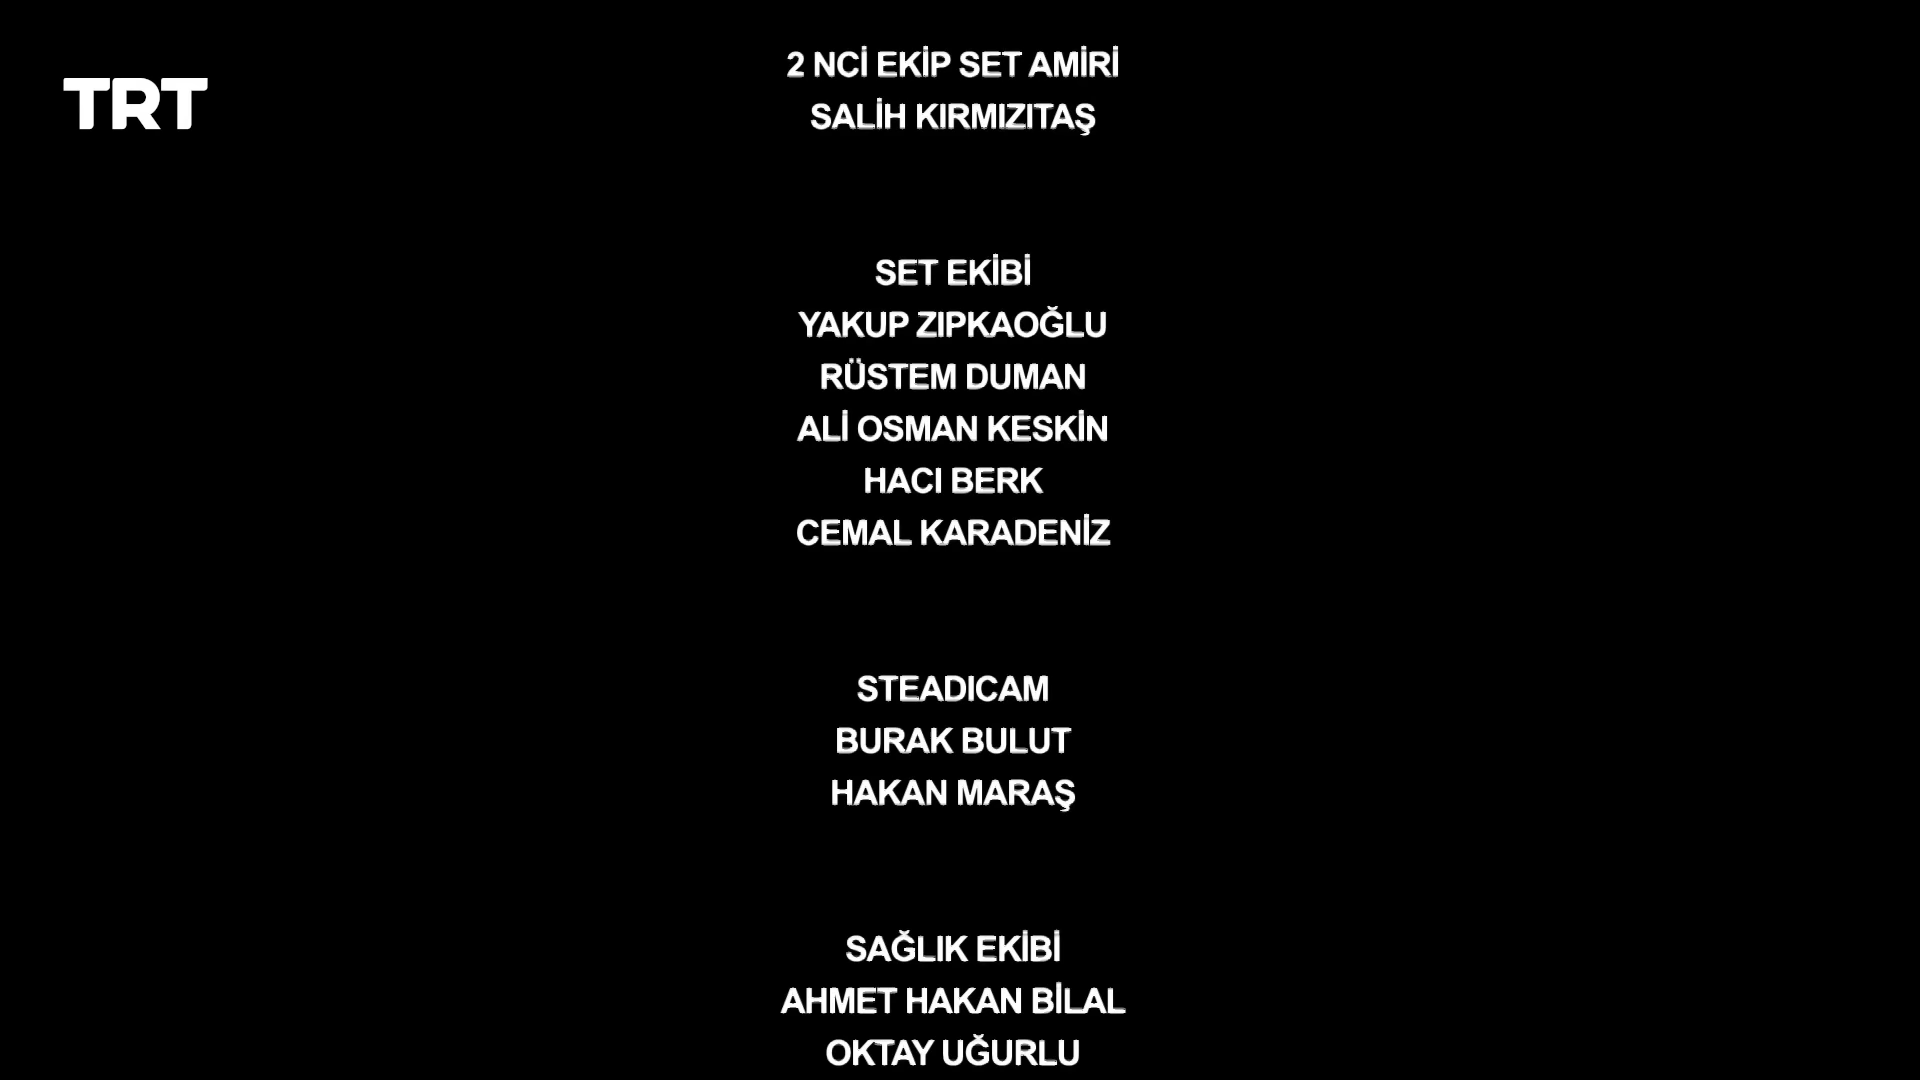 TRT
2 NCİ EKİP SET AMİRİ
SALİH KIRMIZITAŞ
SET EKİBİ
YAKUP ZIPKAOĞLU
RÜSTEM DUMAN
ALİ OSMAN KESKİN
HACI BERK
CEMAL KARADENİZ
STEADICAM
BURAK BULUT
HAKAN MARAŞ
SAĞLIK EKİBİ
AHMET HAKAN BİLAL
OKTAY UĞURLU